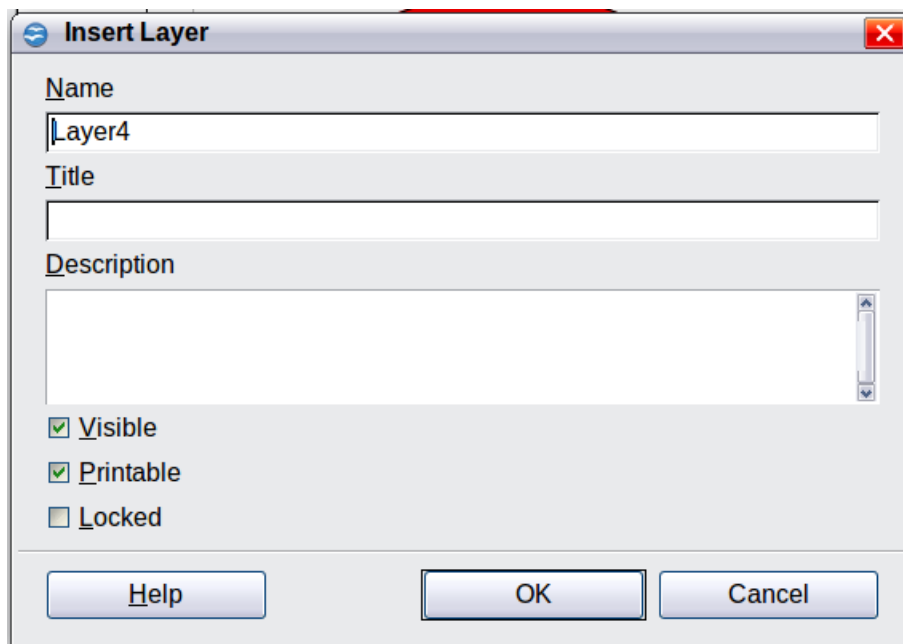 Insert Layer
Name
Layer4
Title
Description
Visible
Printable
Locked
Help OK Cancel